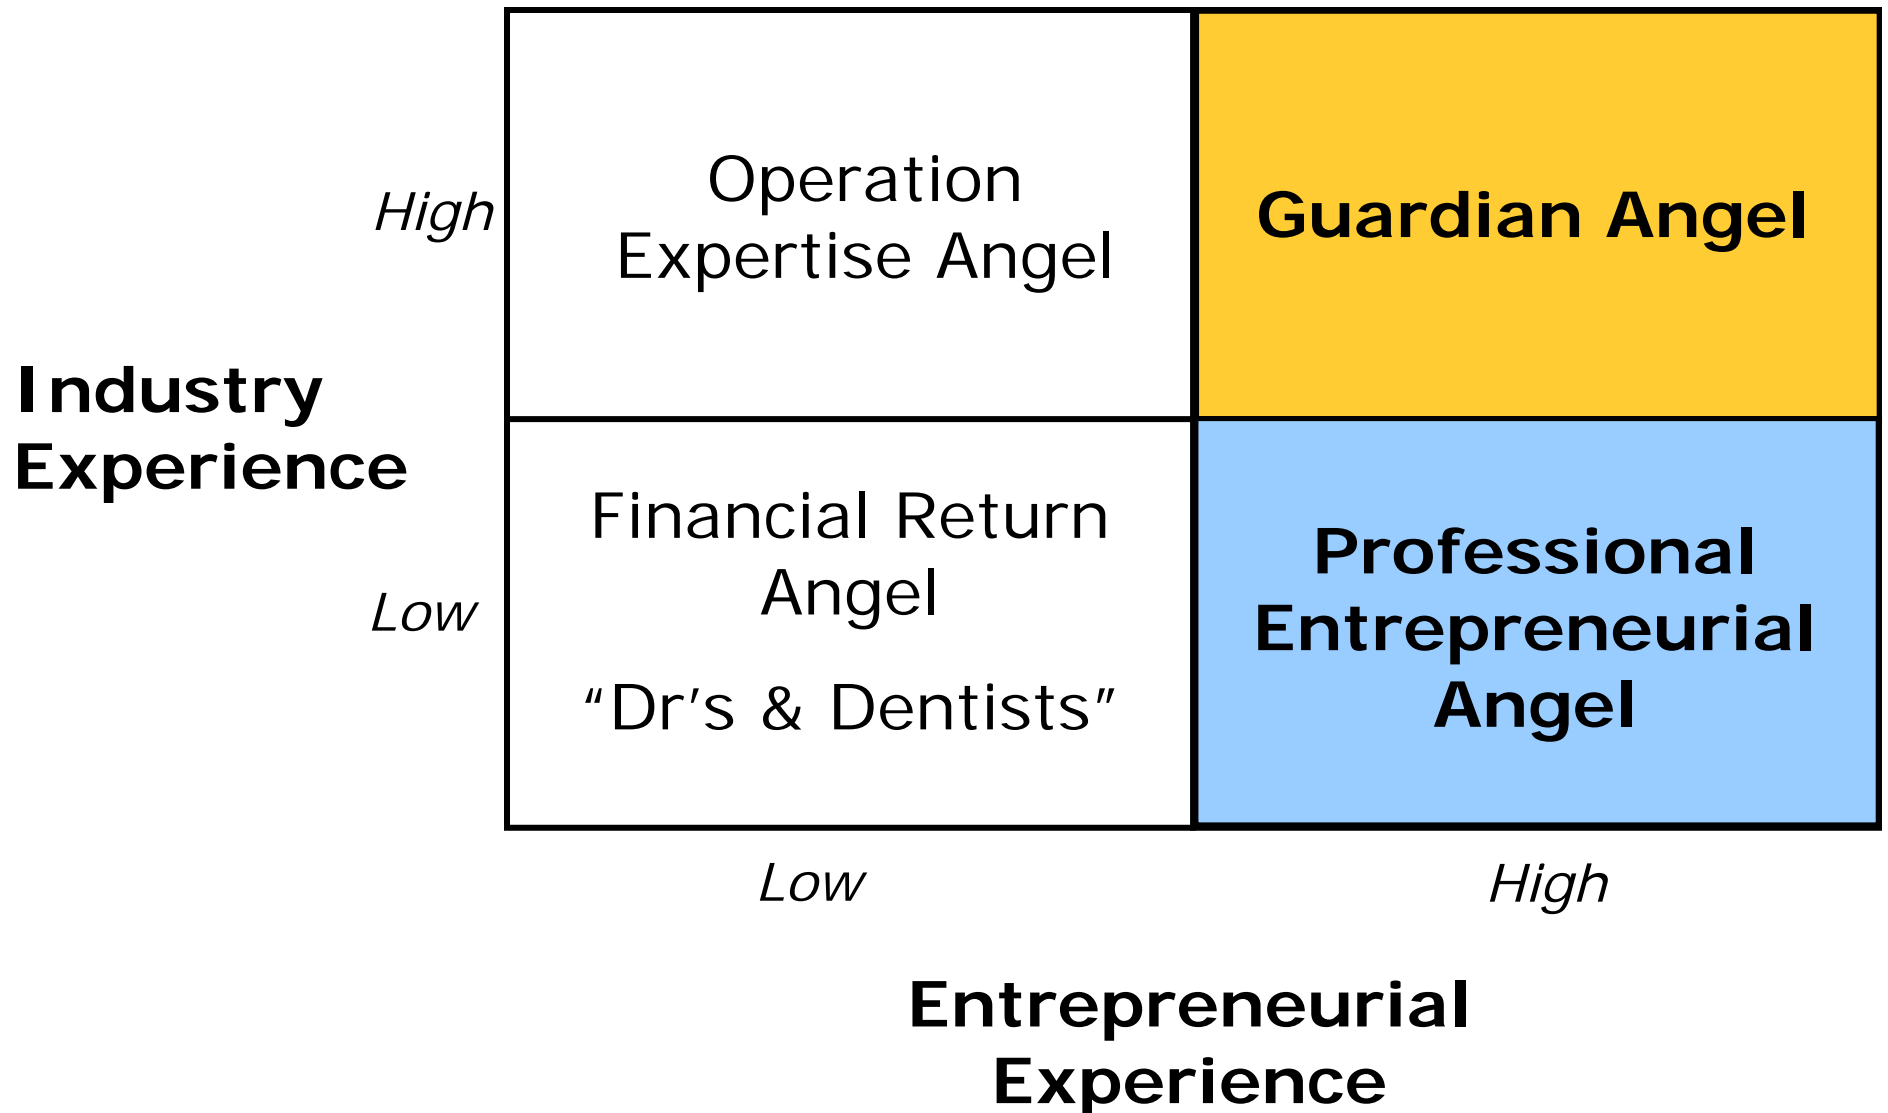 Operation
Expertise Angel
Guardian Angel
High
Industry
Experience
Financial Return
Angel
“Dr’s & Dentists”
Professional
Entrepreneurial
Angel
Low
Low
High
Entrepreneurial
Experience